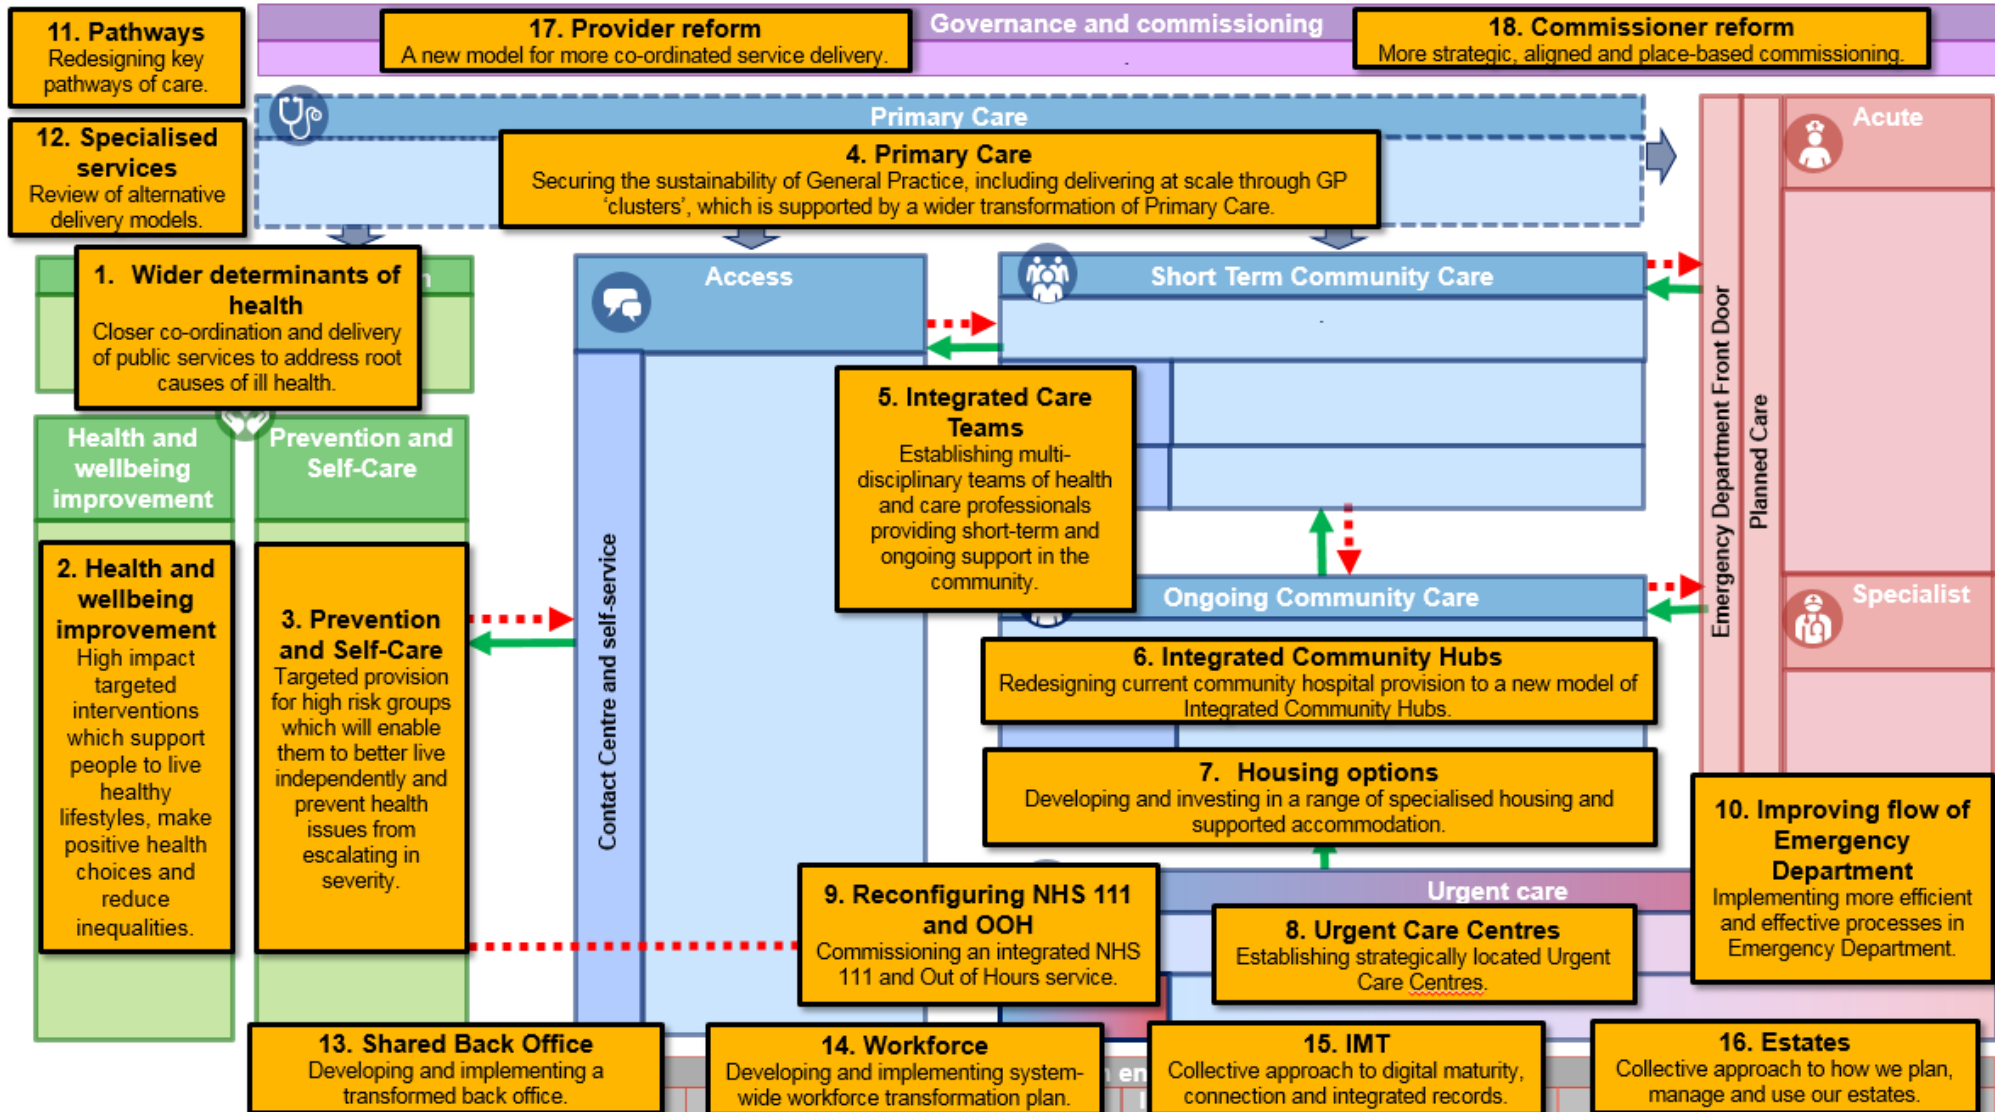 11. Pathways
Redesigning key
pathways of care.
17. Provider reform
A new model for more co-ordinated service delivery.
Governance and commissioning
18. Commissioner reform
More strategic, aligned and place-based commissioning.
12. Specialised
services
Review of alternative
delivery models.
Primary Care
4. Primary Care
Securing the sustainability of General Practice, including delivering at scale through GP
‘clusters’, which is supported by a wider transformation of Primary Care.
Acute
1. Wider determinants of
health
Closer co-ordination and delivery
of public services to address root
causes of ill health.
Access
Short Term Community Care
Emergency Department Front Door
Planned Care
Health and
wellbeing
improvement
Prevention and
Self-Care
5. Integrated Care
Teams
Establishing multi-
disciplinary teams of health
and care professionals
providing short-term and
ongoing support in the
community.
2. Health and
wellbeing
improvement
High impact
targeted
interventions
which support
people to live
healthy
lifestyles, make
positive health
choices and
reduce
inequalities.
3. Prevention
and Self-Care
Targeted provision
for high risk groups
which will enable
them to better live
independently and
prevent health
issues from
escalating in
severity.
Contact Centre and self-service
Ongoing Community Care
Specialist
6. Integrated Community Hubs
Redesigning current community hospital provision to a new model of
Integrated Community Hubs.
7. Housing options
Developing and investing in a range of specialised housing and
supported accommodation.
10. Improving flow of
Emergency
Department
Implementing more efficient
and effective processes in
Emergency Department.
9. Reconfiguring NHS 111
and OOH
Commissioning an integrated NHS
111 and Out of Hours service.
Urgent care
8. Urgent Care Centres
Establishing strategically located Urgent
Care Centres.
13. Shared Back Office
Developing and implementing a
transformed back office.
14. Workforce
Developing and implementing system-
wide workforce transformation plan.
15. IMT
Collective approach to digital maturity,
connection and integrated records.
16. Estates
Collective approach to how we plan,
manage and use our estates.